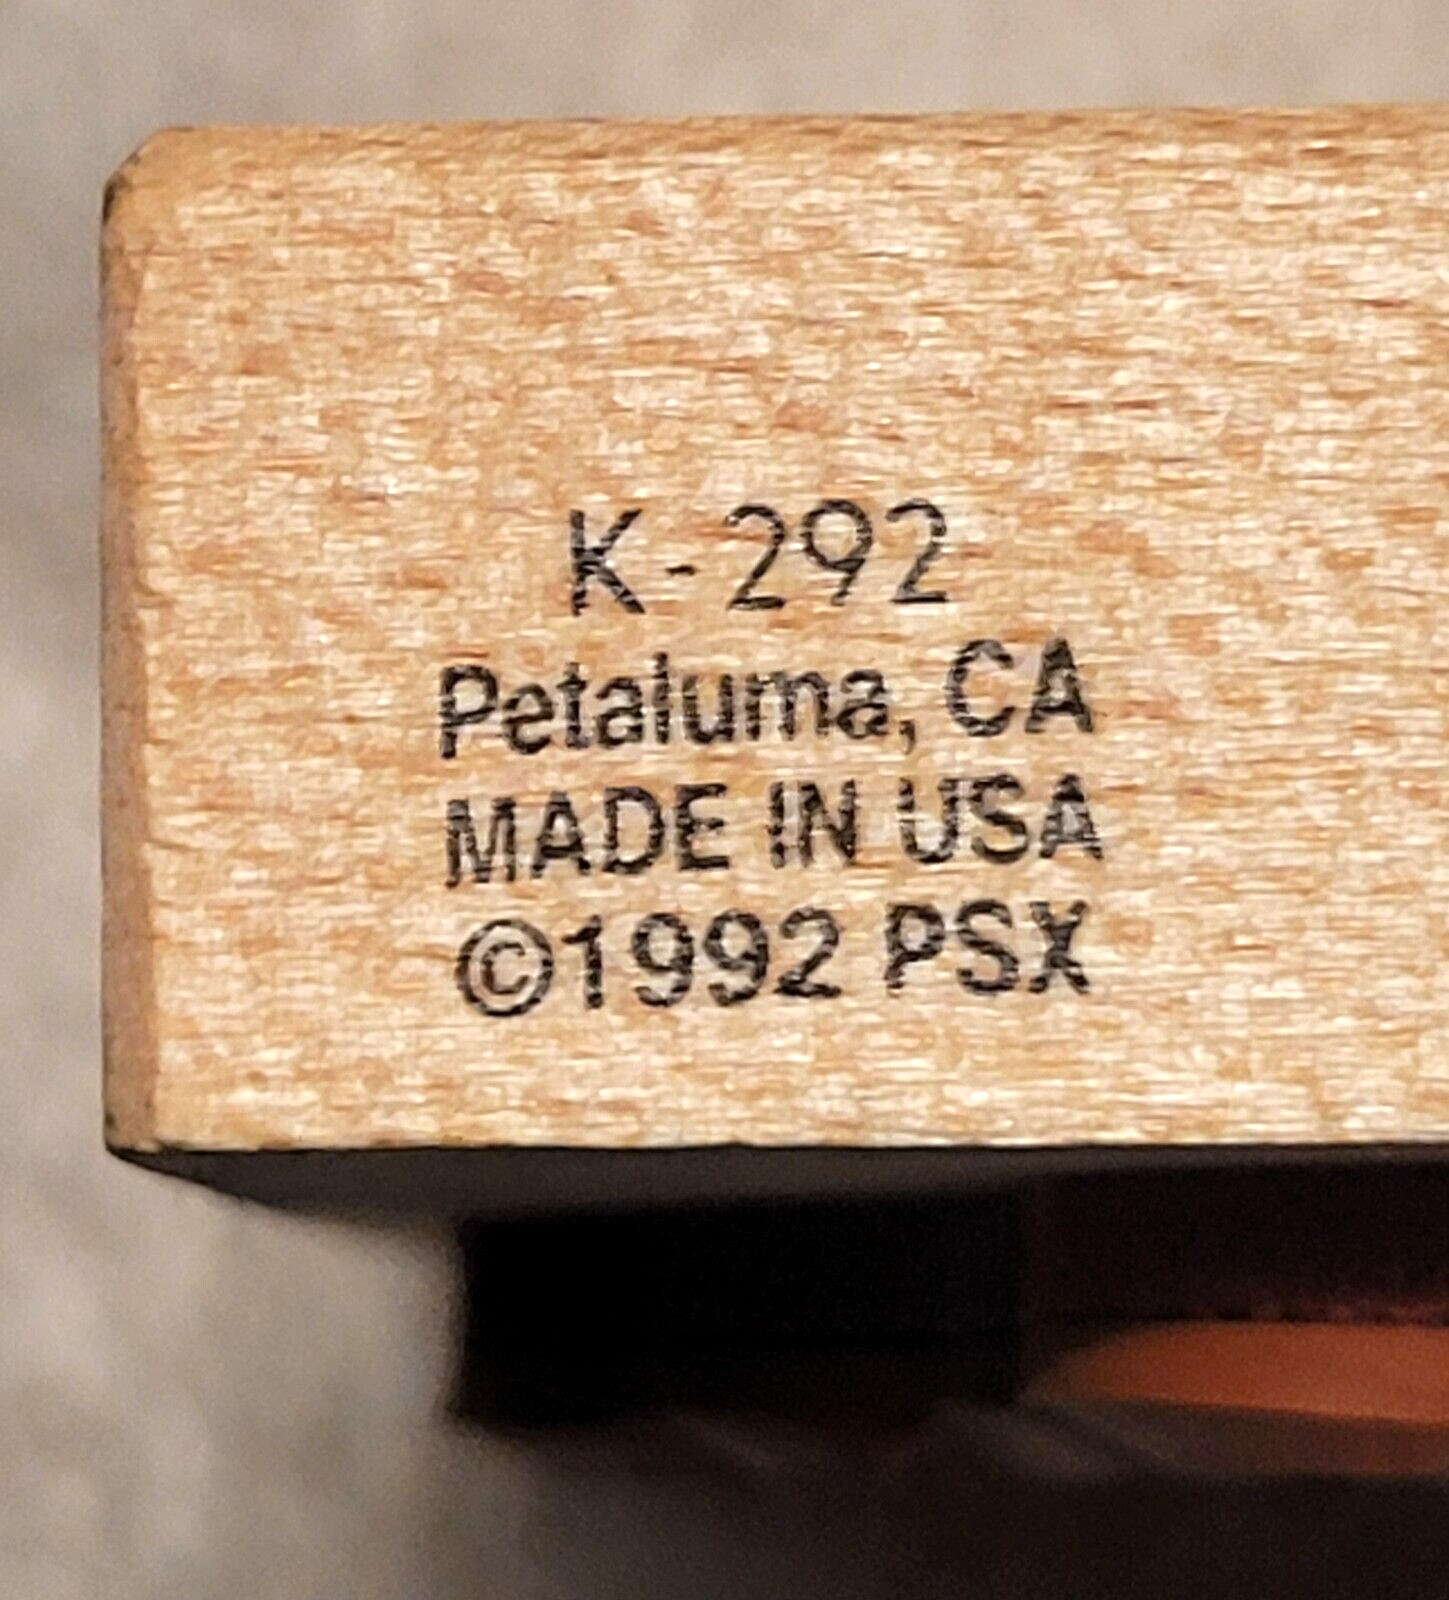 K-292
Petaluma, CA
MADE IN USA
©1992 PSX